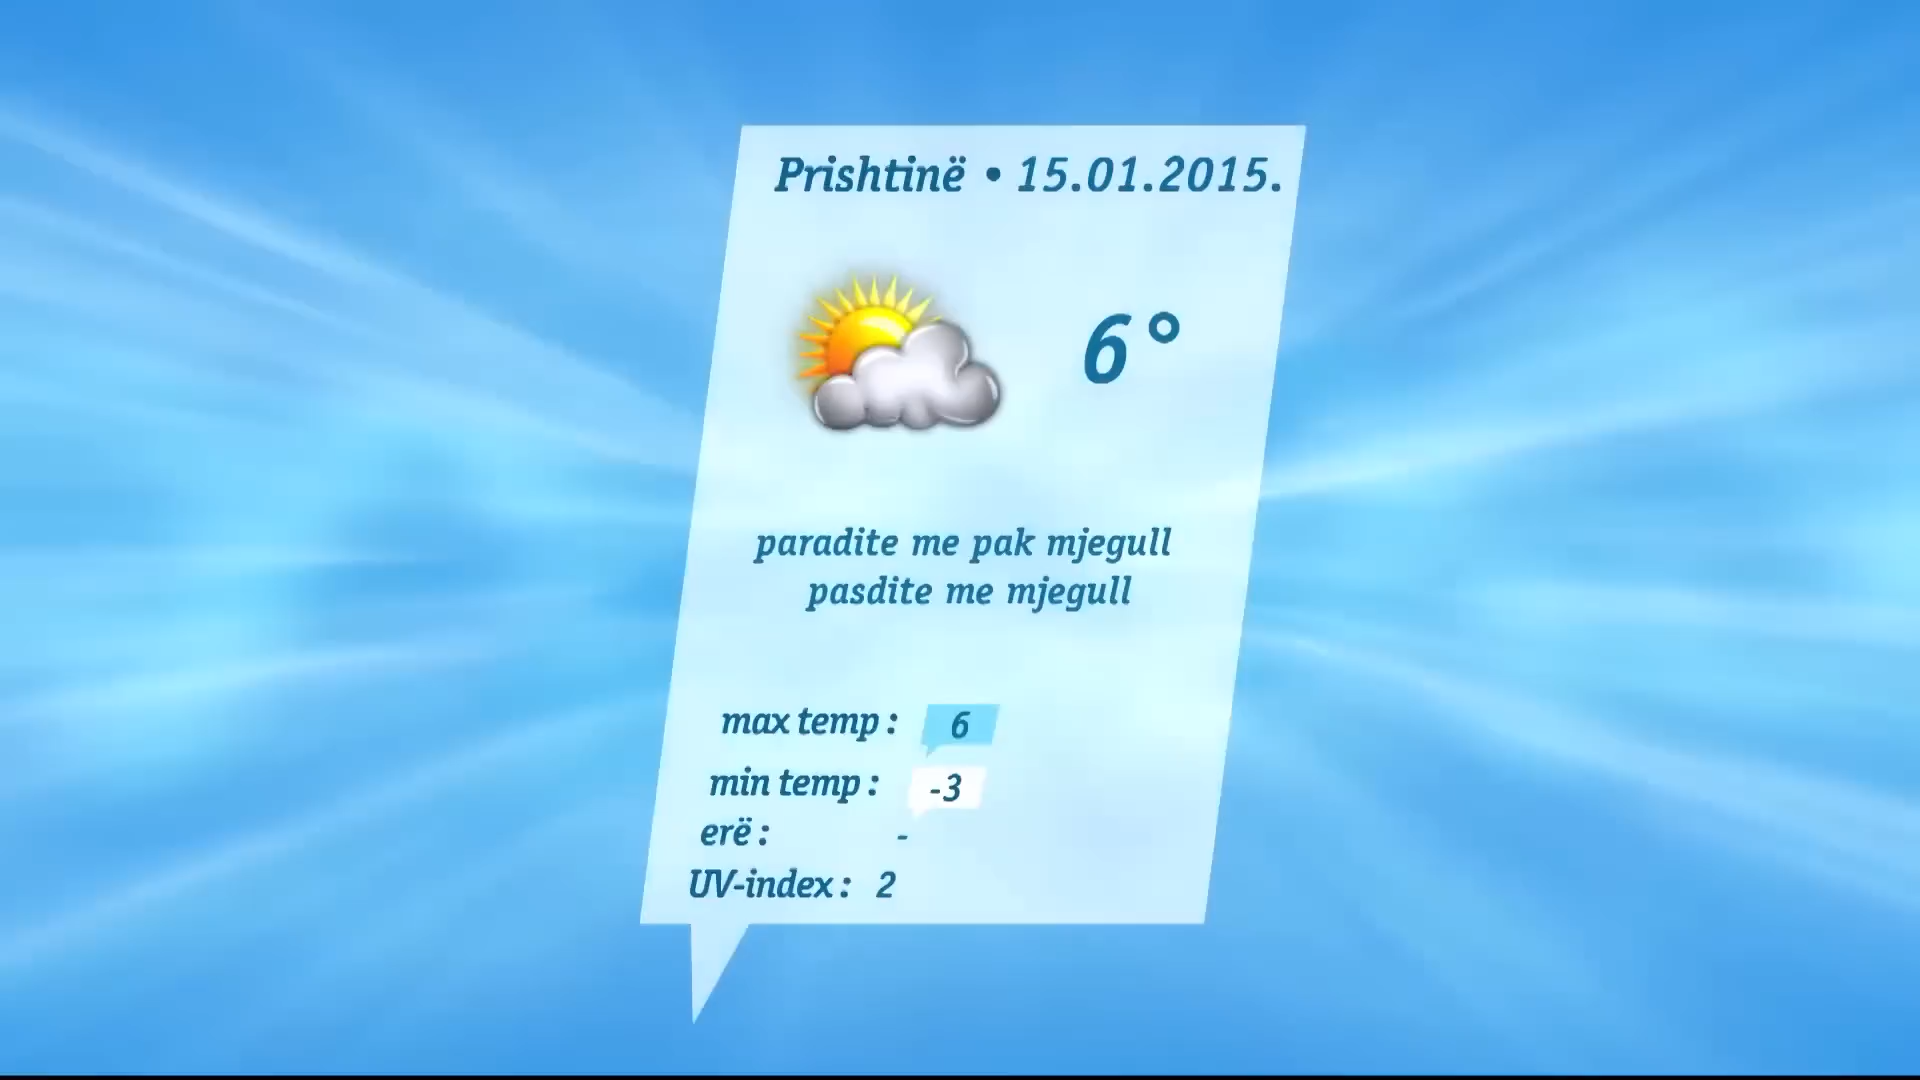 Prishtinë • 15.01.2015.
6°
paradite me pak mjegull
pasdite me mjegull
max temp : 6
min temp : -3
erë : -
UV-index : 2